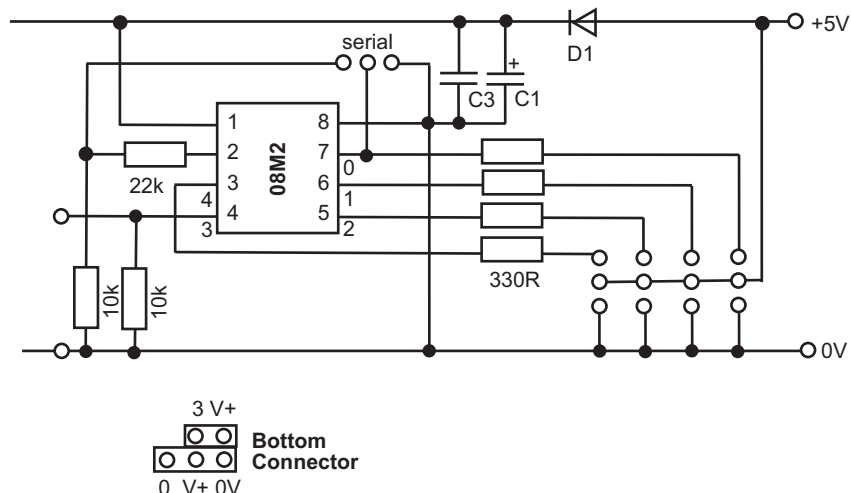 +5V
serial
D1
+
C3 C1
1 8
2 7
22k
08M2
0
3 6
4 1
4 5
3 2
10k
10k
330R
0V
3 V+
Bottom
Connector
0 V+ 0V